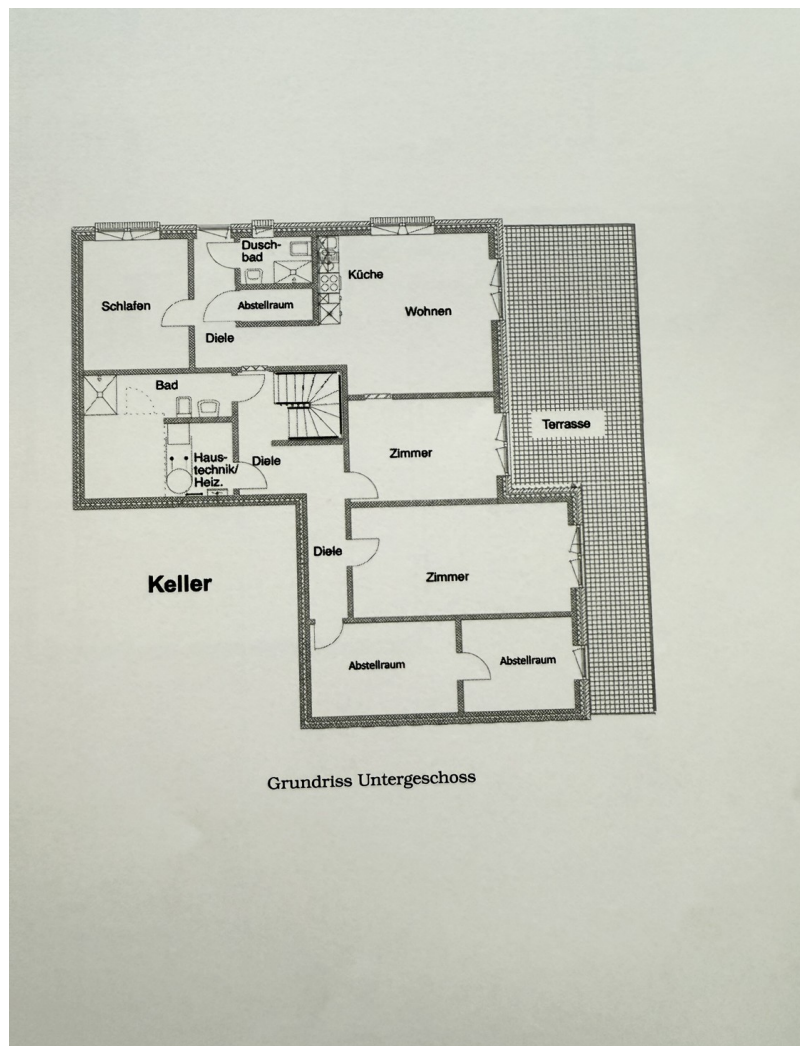 Dusch-
bad
Küche
Schlafen
Abstellraum
Wohnen
Diele
Bad
Terrasse
Zimmer
Haus-
technik/
Heiz.
Diele
Diele
Keller
Zimmer
Abstellraum
Abstellraum
Grundriss Untergeschoss